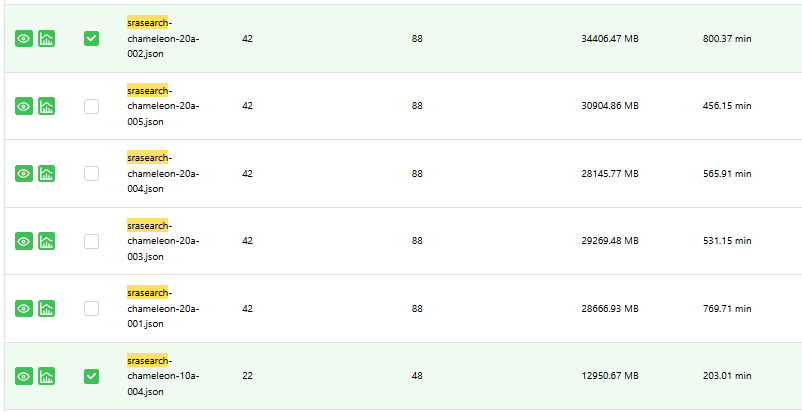 srasearch-
chameleon-20a-
002.json
42
88
34406.47 MB
800.37 min
srasearch-
chameleon-20a-
005.json
42
88
30904.86 MB
456.15 min
srasearch-
chameleon-20a-
004.json
42
88
28145.77 MB
565.91 min
srasearch-
chameleon-20a-
003.json
42
88
29269.48 MB
531.15 min
srasearch-
chameleon-20a-
001.json
42
88
28666.93 MB
769.71 min
srasearch-
chameleon-10a-
004.json
22
48
12950.67 MB
203.01 min